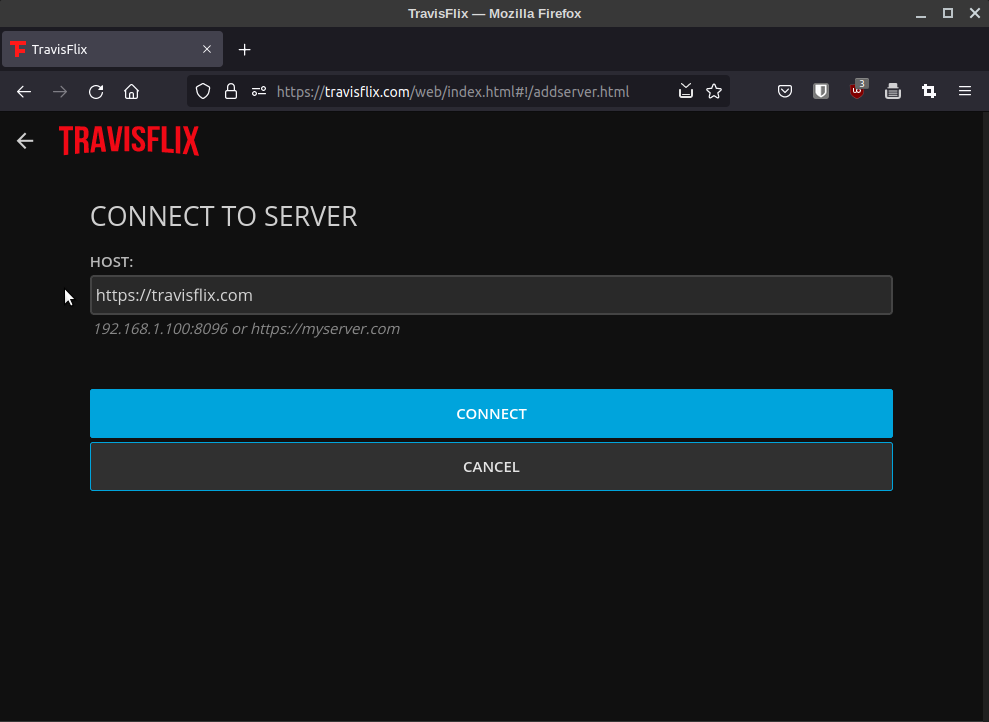 TravisFlix — Mozilla Firefox
TravisFlix
https://travisflix.com/web/index.html#!/addserver.html
3
TRAVISFLIX
CONNECT TO SERVER
HOST:
https://travisflix.com
192.168.1.100:8096 or https://myserver.com
CONNECT
CANCEL